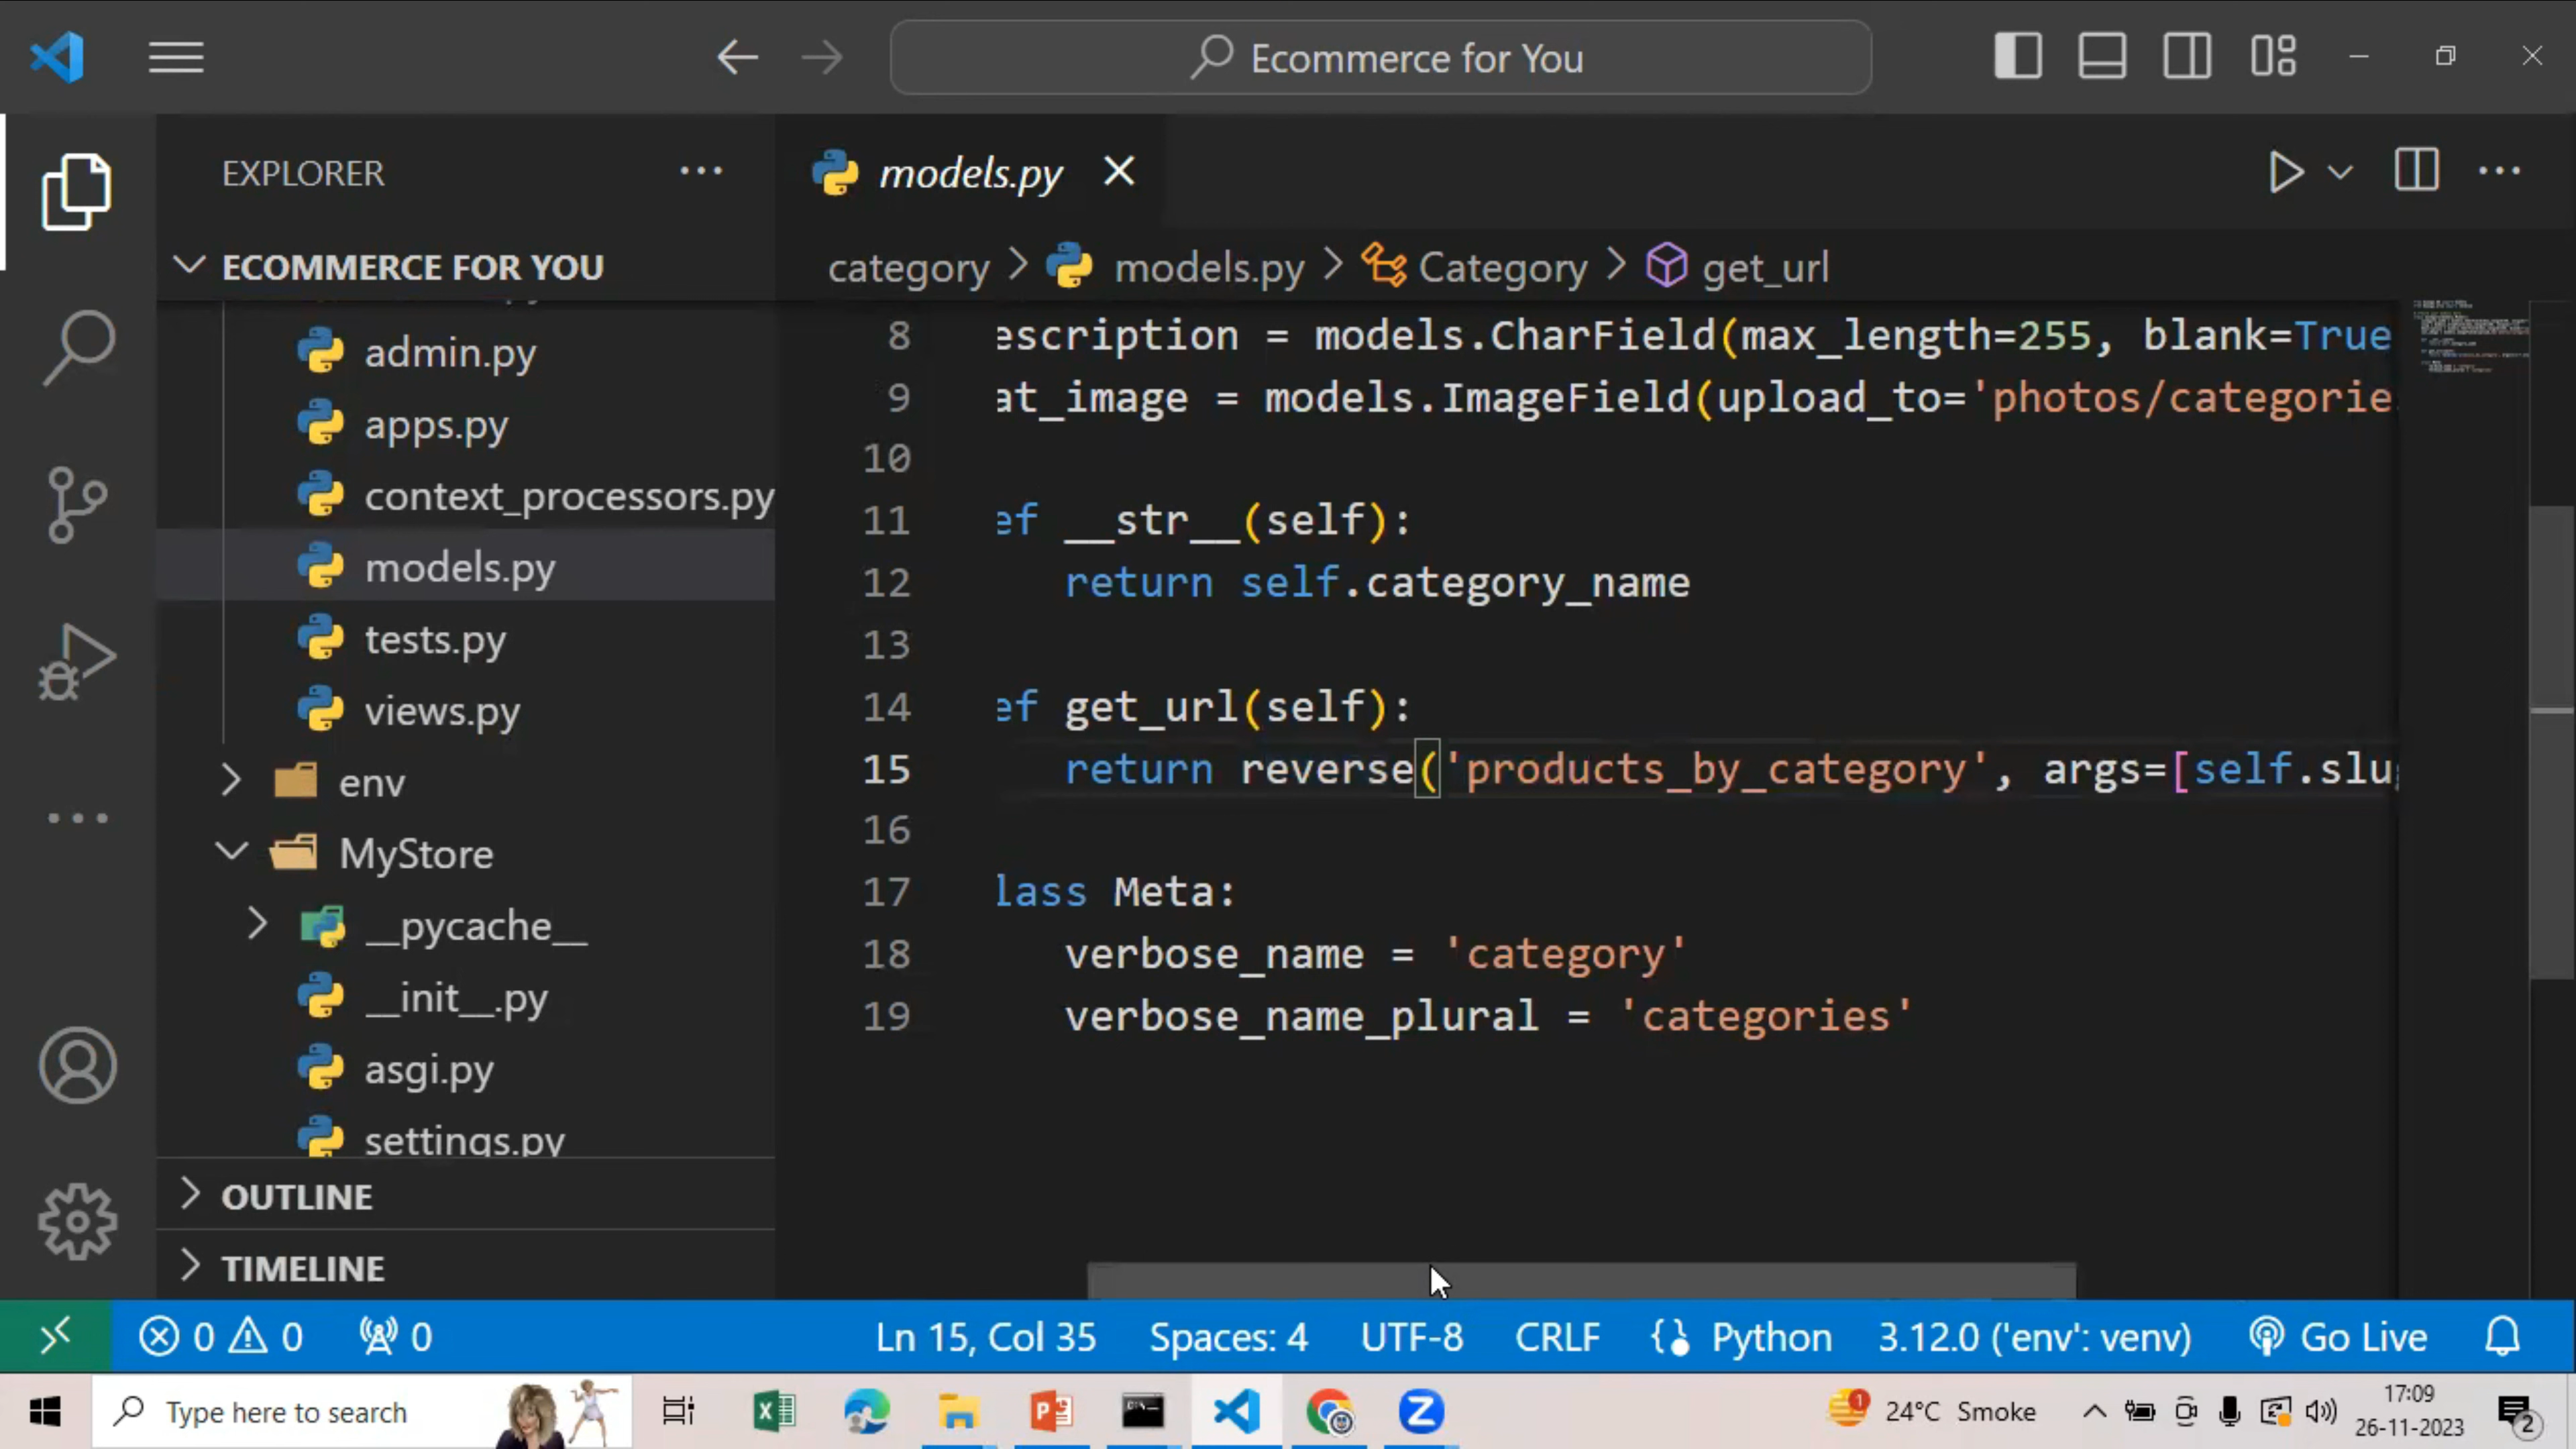 Ecommerce for You
EXPLORER
models.py
ECOMMERCE FOR YOU
category > models.py > Category > get_url
admin.py
apps.py
context_processors.py
models.py
tests.py
views.py
env
MyStore
__pycache__
__init__.py
asgi.py
settings.py
OUTLINE
TIMELINE
8 escription = models.CharField(max_length=255, blank=True
9 at_image = models.ImageField(upload_to='photos/categorie
10
11 ef __str__(self):
12 return self.category_name
13
14 ef get_url(self):
15 return reverse('products_by_category', args=[self.slu
16
17 lass Meta:
18 verbose_name = 'category'
19 verbose_name_plural = 'categories'
0 0 0 Ln 15, Col 35 Spaces: 4 UTF-8 CRLF {} Python 3.12.0 ('env': venv) Go Live
Type here to search
24°C Smoke
17:09
26-11-2023
2